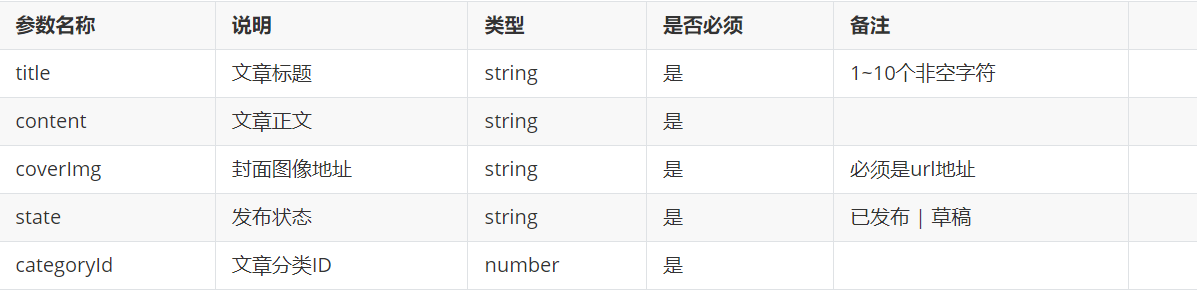 参数名称 说明 类型 是否必须 备注
title 文章标题 string 是 1~10个非空字符
content 文章正文 string 是
coverImg 封面图像地址 string 是 必须是url地址
state 发布状态 string 是 已发布 | 草稿
categoryId 文章分类ID number 是